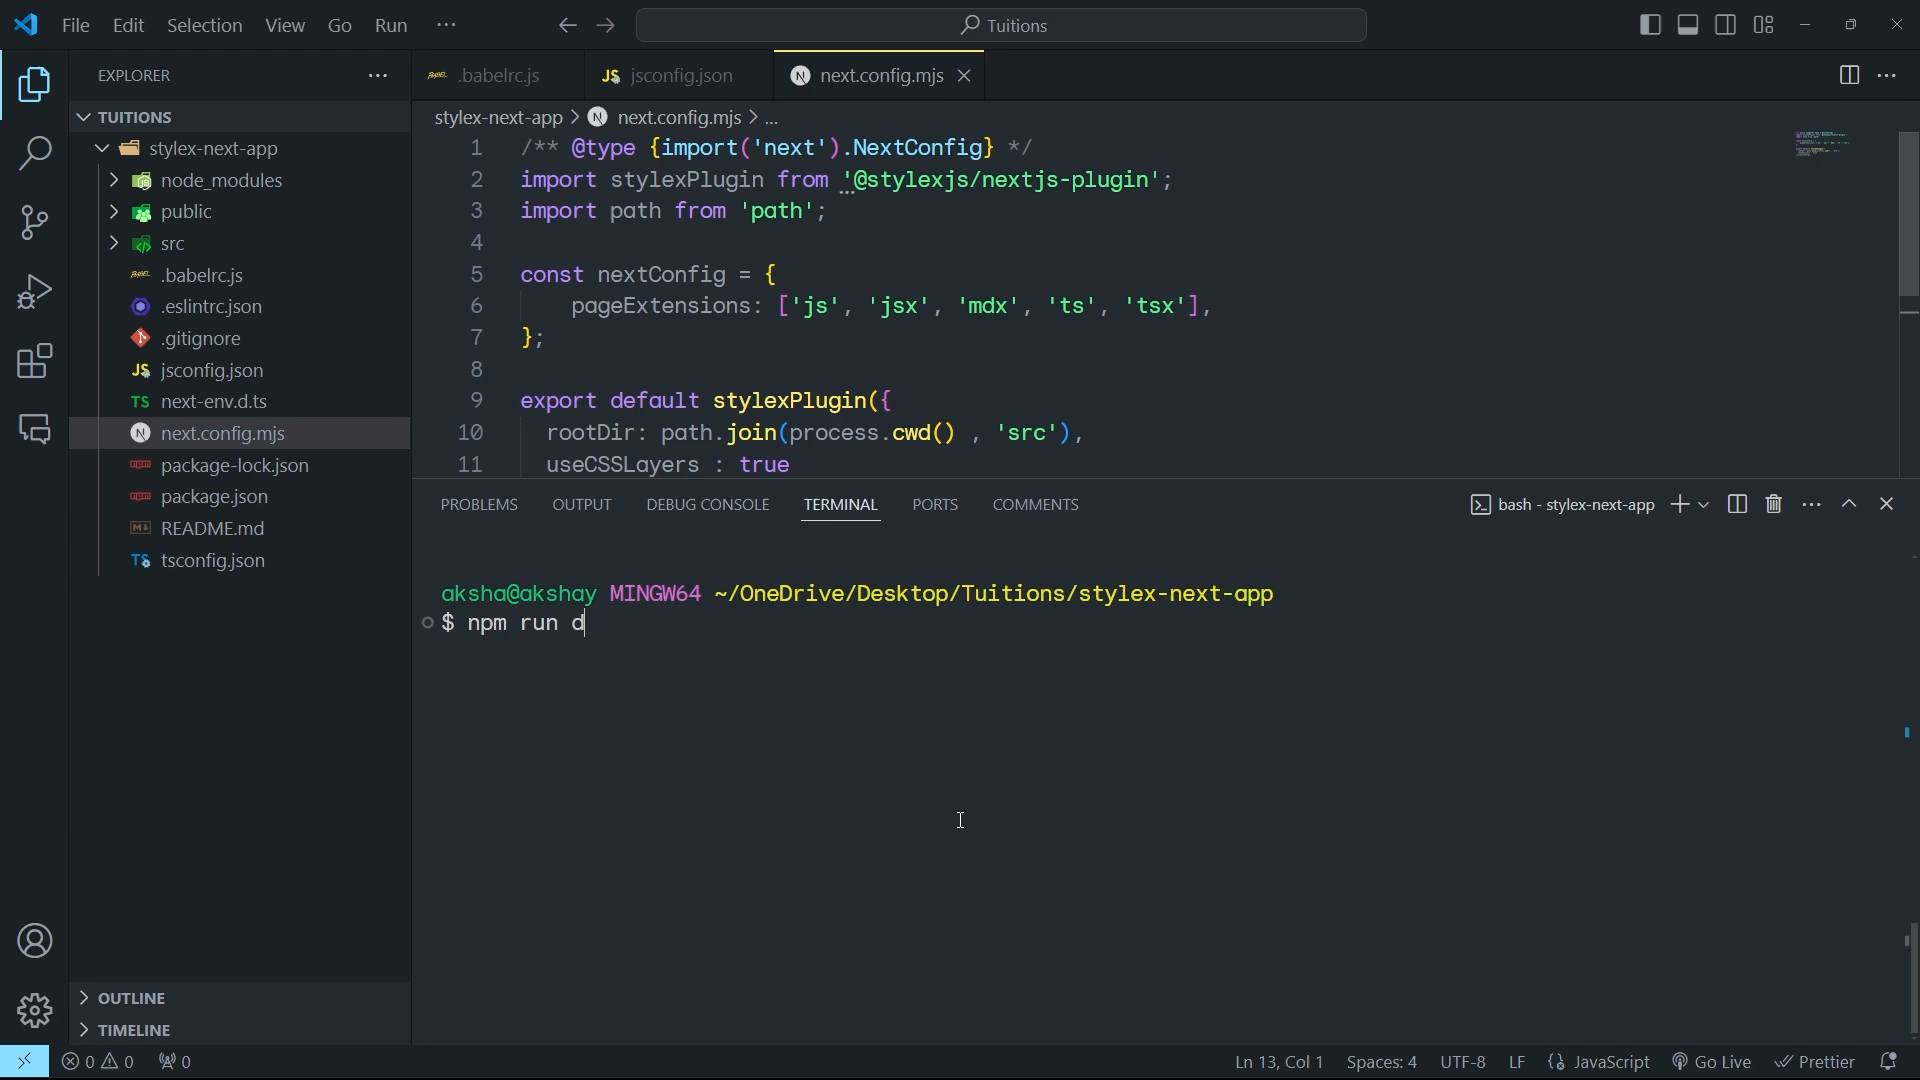 File Edit Selection View Go Run ...
Tuitions
EXPLORER ...
.babelrc.js jsconfig.json next.config.mjs
TUITIONS
stylex-next-app
node_modules
public
src
.babelrc.js
.eslintrc.json
.gitignore
jsconfig.json
next-env.d.ts
next.config.mjs
package-lock.json
package.json
README.md
tsconfig.json
OUTLINE
TIMELINE
stylex-next-app > next.config.mjs > ...
1 /** @type {import('next').NextConfig} */
2 import stylexPlugin from '@stylexjs/nextjs-plugin';
3 import path from 'path';
4
5 const nextConfig = {
6 pageExtensions: ['js', 'jsx', 'mdx', 'ts', 'tsx'],
7 };
8
9 export default stylexPlugin({
10 rootDir: path.join(process.cwd() , 'src'),
11 useCSSLayers : true
PROBLEMS OUTPUT DEBUG CONSOLE TERMINAL PORTS COMMENTS
bash - stylex-next-app
aksha@akshay MINGW64 ~/OneDrive/Desktop/Tuitions/stylex-next-app
$ npm run d
0 0 0
Ln 13, Col 1 Spaces: 4 UTF-8 LF {} JavaScript Go Live Prettier